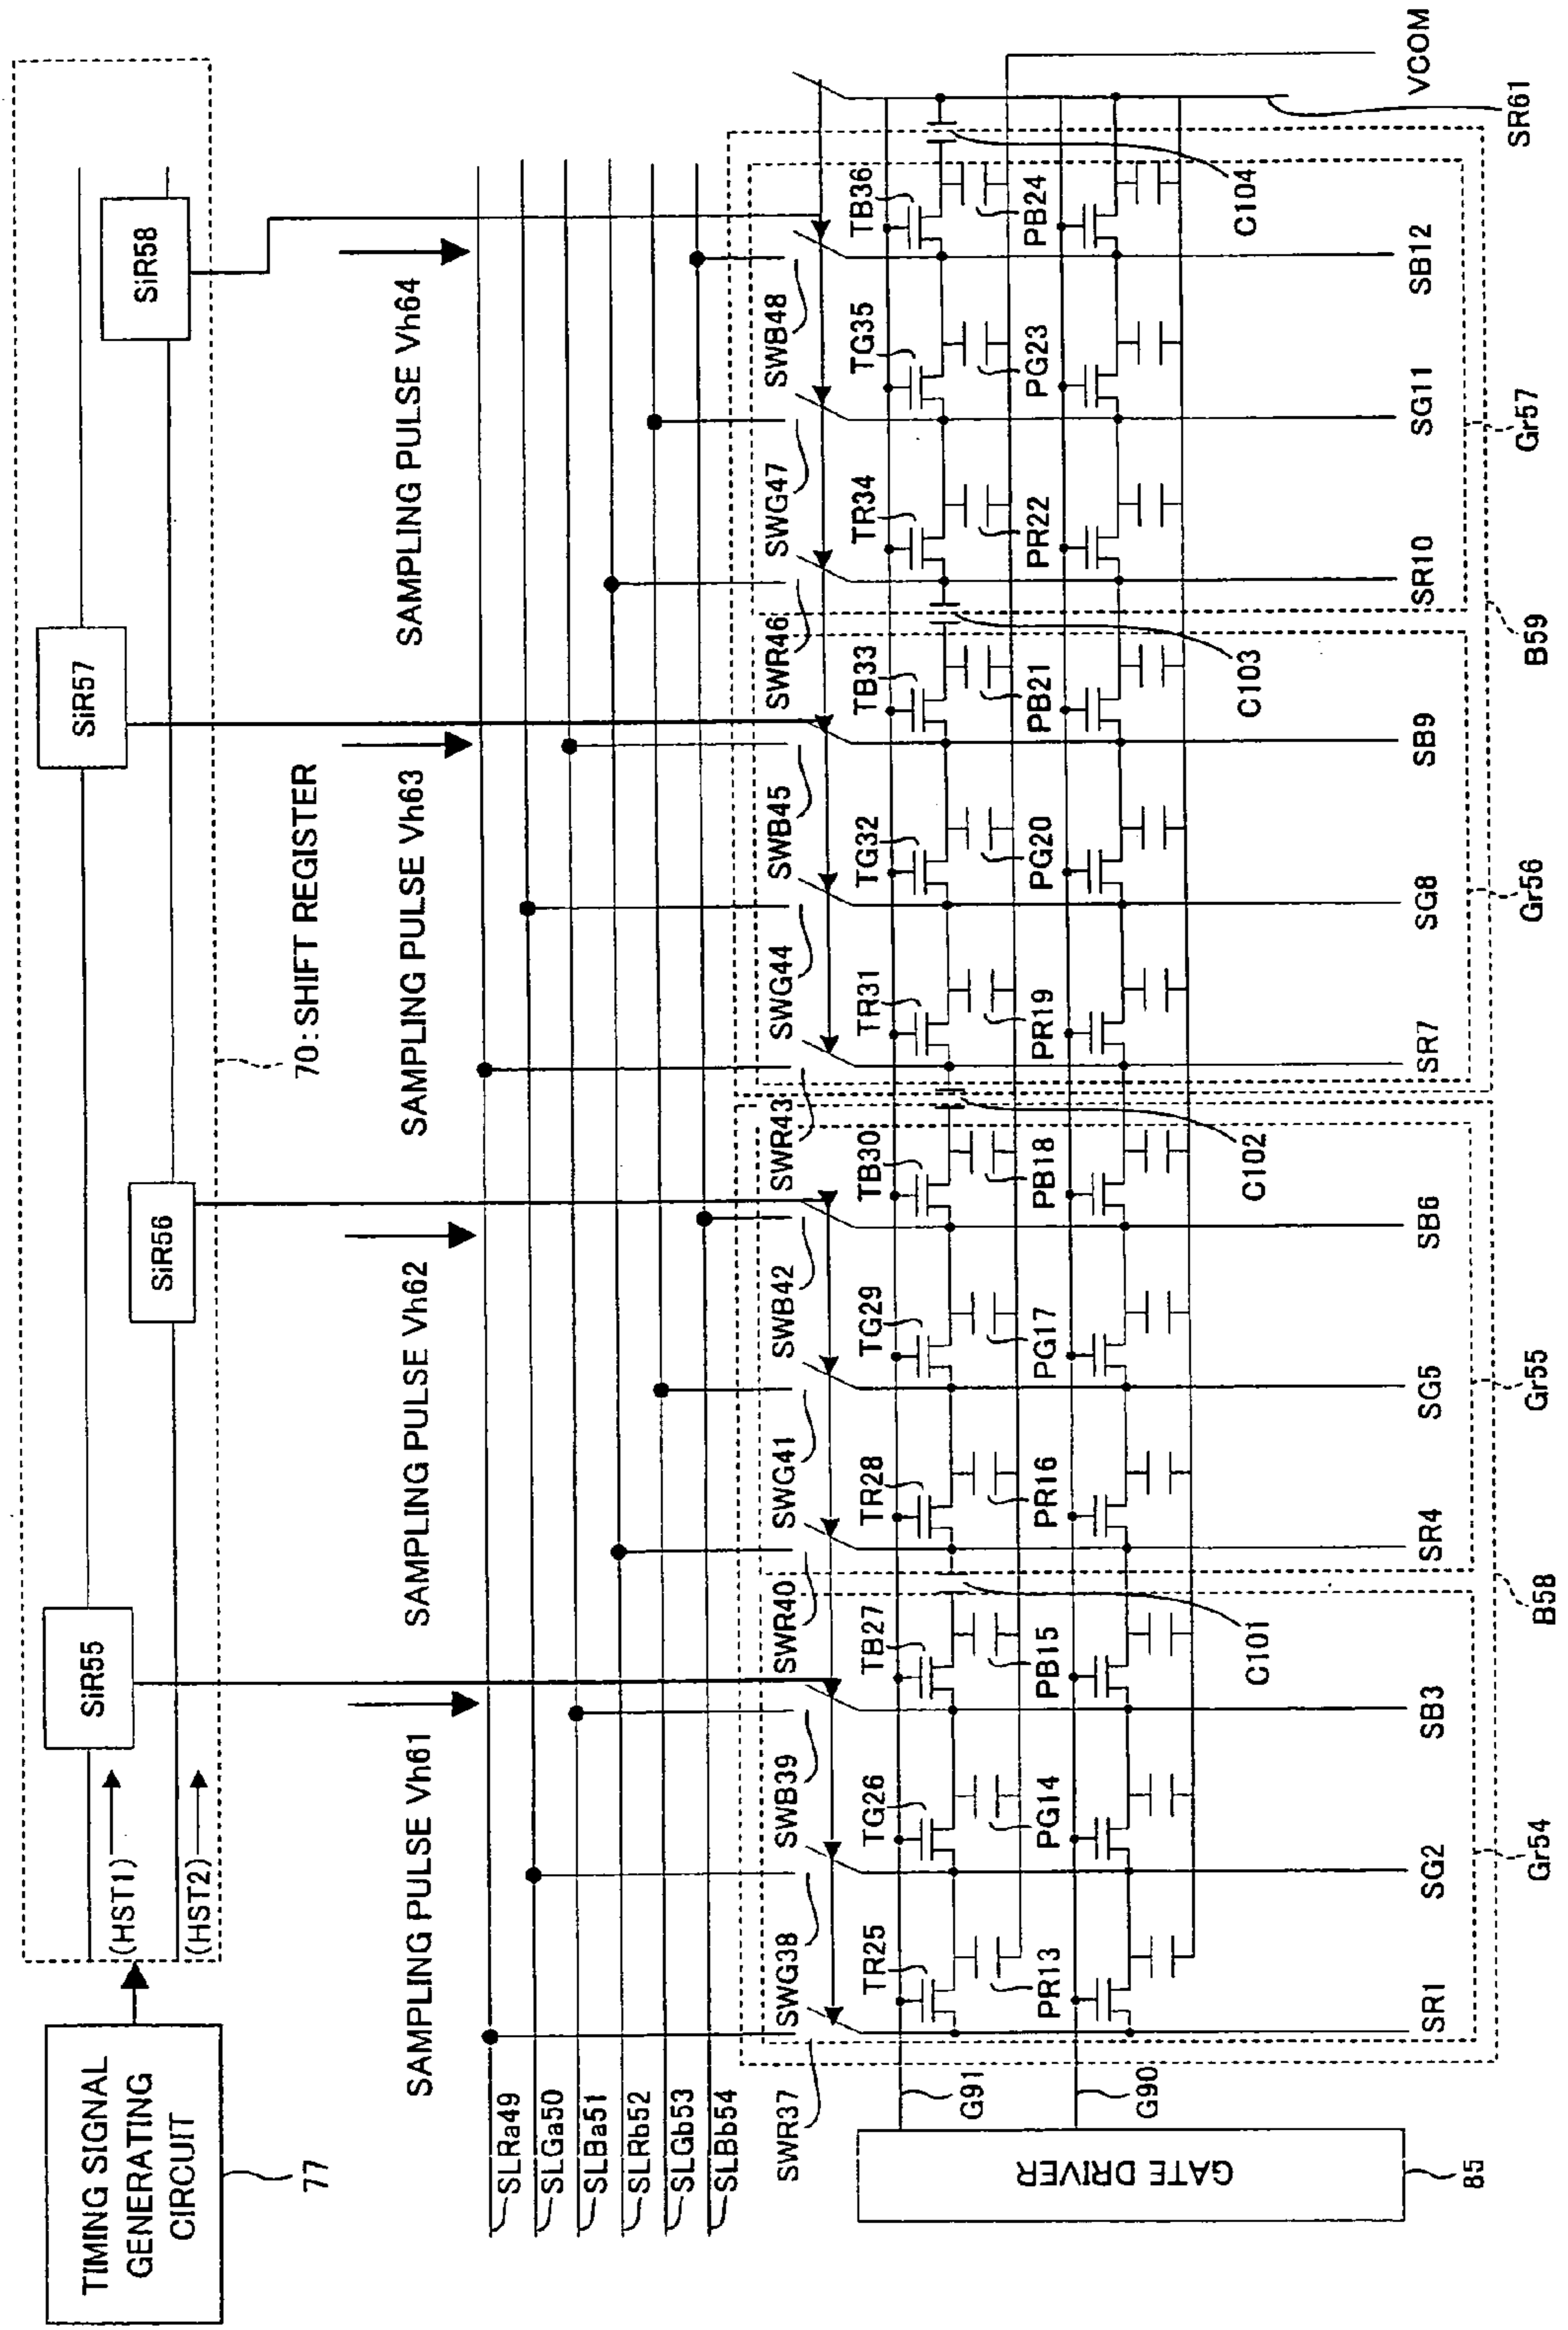 TIMING SIGNAL
GENERATING
CIRCUIT
77
(HST1)
(HST2)
SiR55
SiR56
SiR57
SiR58
70:SHIFT REGISTER
SAMPLING PULSE Vh61
SAMPLING PULSE Vh62
SAMPLING PULSE Vh63
SAMPLING PULSE Vh64
SLRa49
SLGa50
SLBa51
SLRb52
SLGb53
SLBb54
SWR37
SWG38
SWB39
SWR40
SWG41
SWB42
SWR43
SWG44
SWB45
SWR46
SWG47
SWB48
TR25
TG26
TB27
TR28
TG29
TB30
TR31
TG32
TB33
TR34
TG35
TB36
G91
PR13
PG14
PB15
PR16
PG17
PB18
PR19
PG20
PB21
PR22
PG23
PB24
G90
GATE DRIVER
85
C101
C102
C103
C104
SR1
SG2
SB3
SR4
SG5
SB6
SR7
SG8
SB9
SR10
SG11
SB12
VCOM
SR61
Gr54
B58
Gr55
Gr56
B59
Gr57